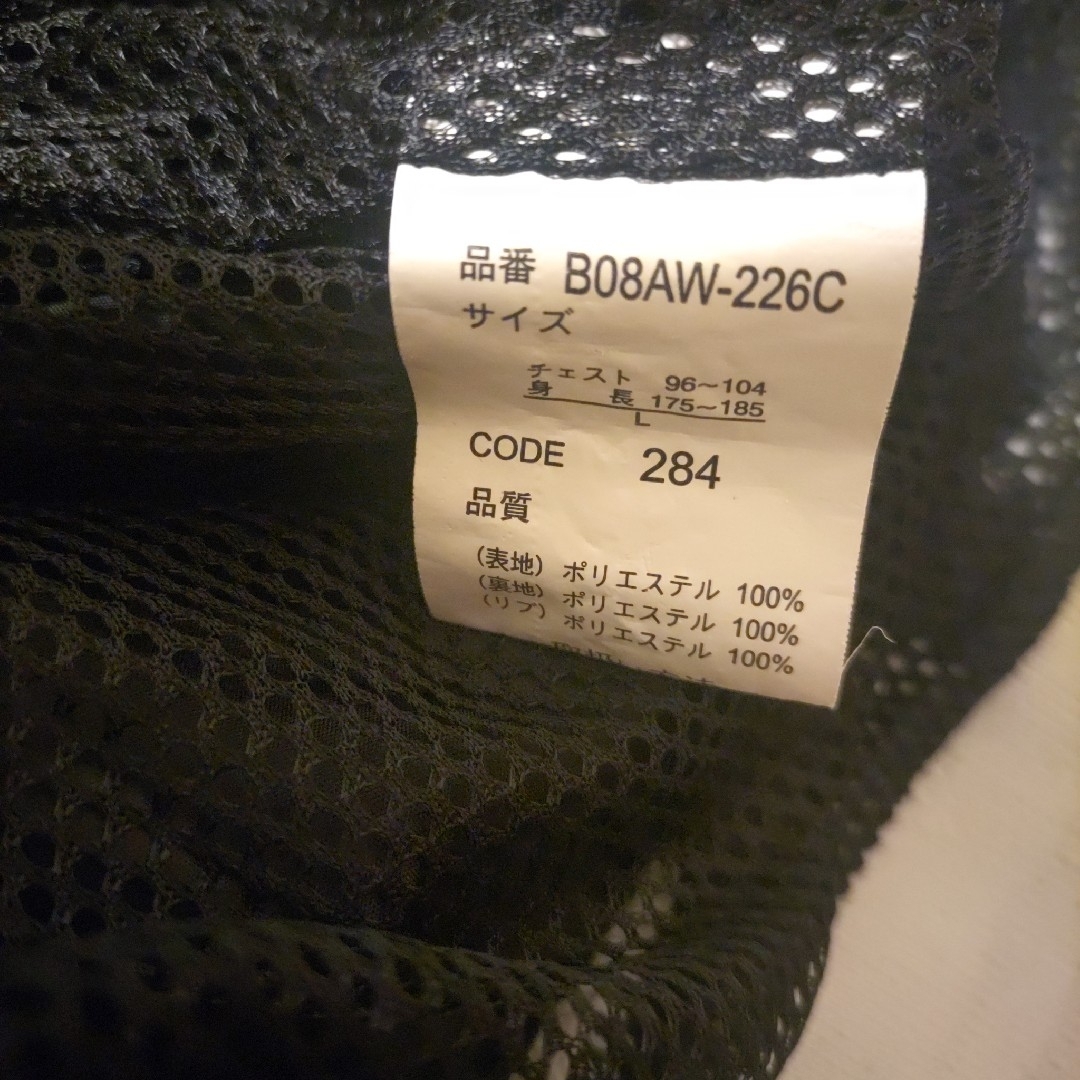 品番 B08AW-226C
サイズ
チェスト 96~104
身長 175~185
L
CODE 284
品質
(表地) ポリエステル 100%
(裏地) ポリエステル 100%
(リブ) ポリエステル 100%